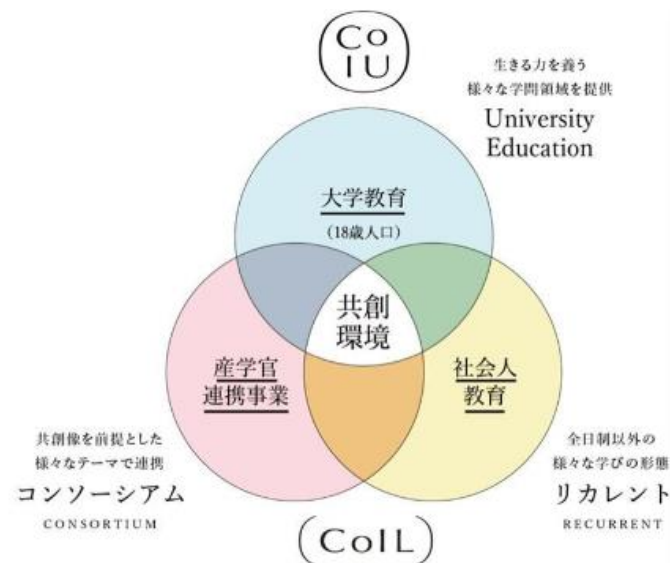 Co
IU
生きる力を養う
様々な学問領域を提供
University
Education
大学教育
(18歳人口)
共創
環境
産学官
連携事業
社会人
教育
共創像を前提とした
様々なテーマで連携
コンソーシアム
CONSORTIUM
全日制以外の
様々な学びの形態
リカレント
RECURRENT
(CoIL)